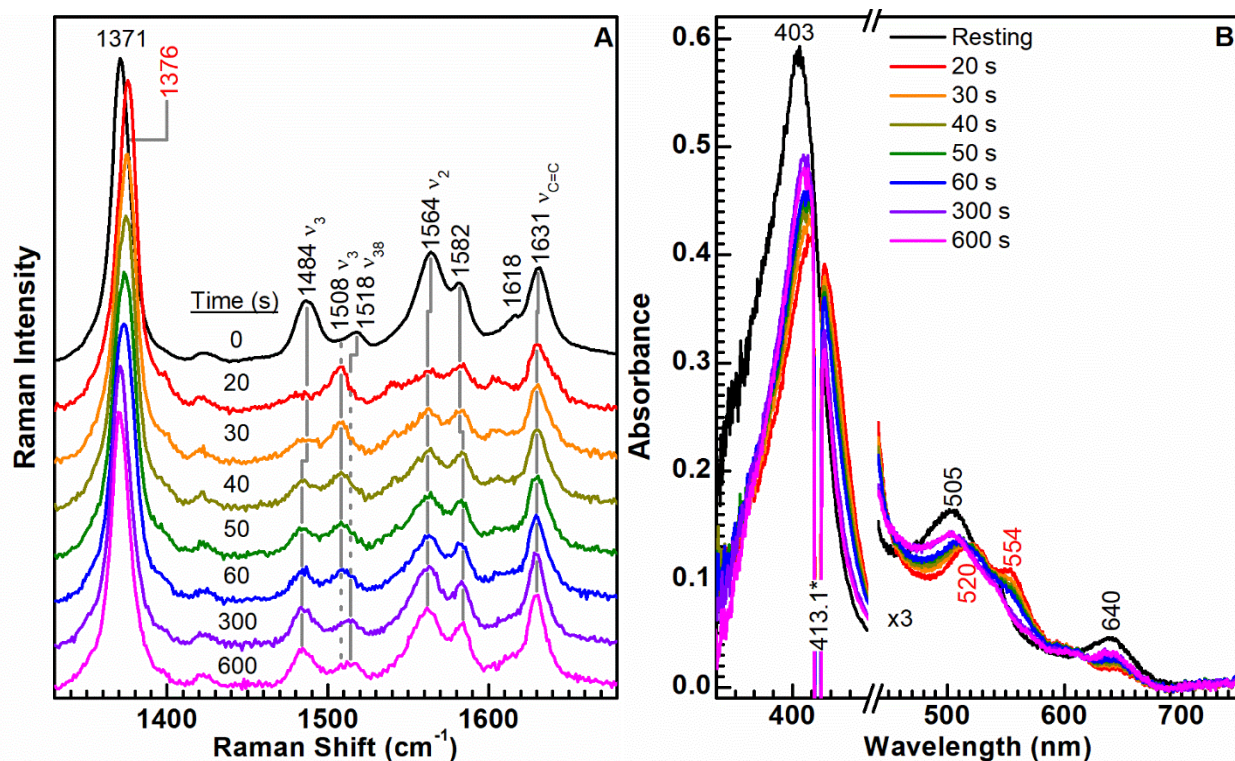 A
1371
1376
1484 ν3
1508 ν3
1518 ν38
1564 ν2
1582
1618
1631 νC=C
Time (s)
0
20
30
40
50
60
300
600
Raman Intensity
1400
1500
1600
Raman Shift (cm-1)
B
403
Resting
20 s
30 s
40 s
50 s
60 s
300 s
600 s
505
520
554
640
413.1*
x3
Absorbance
0.6
0.5
0.4
0.3
0.2
0.1
0.0
400
500
600
700
Wavelength (nm)